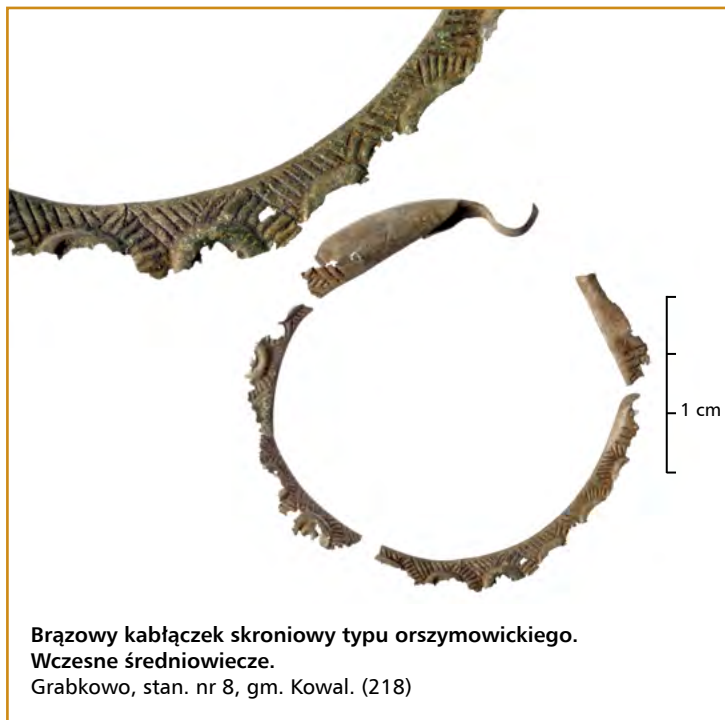 1 cm
Brązowy kabłączek skroniowy typu orszymowickiego.
Wczesne średniowiecze.
Grabkowo, stan. nr 8, gm. Kowal. (218)